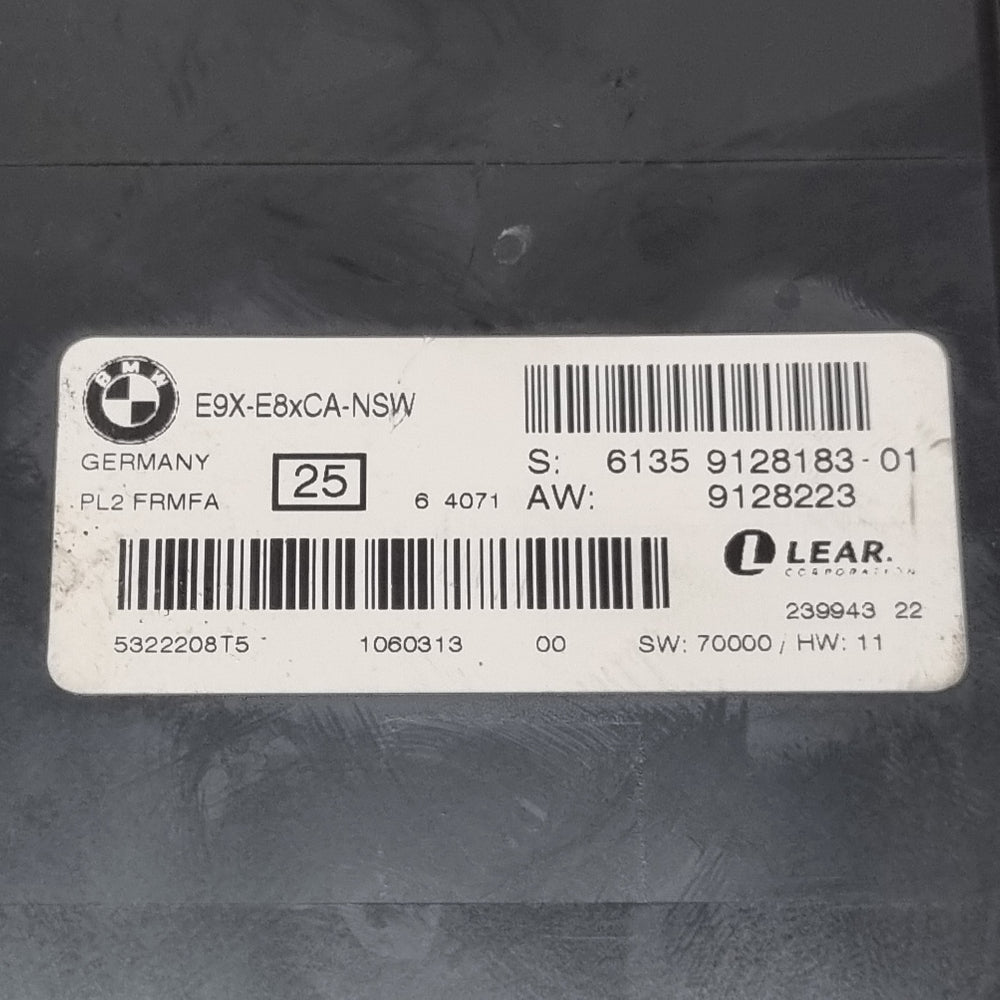 BMW
E9X-E8xCA-NSW
GERMANY
25
PL2 FRMFA
6 4071
S: 6135 9128183-01
AW: 9128223
LEAR.
CORPORATION
239943 22
5322208T5
1060313
00
SW: 70000 / HW: 11